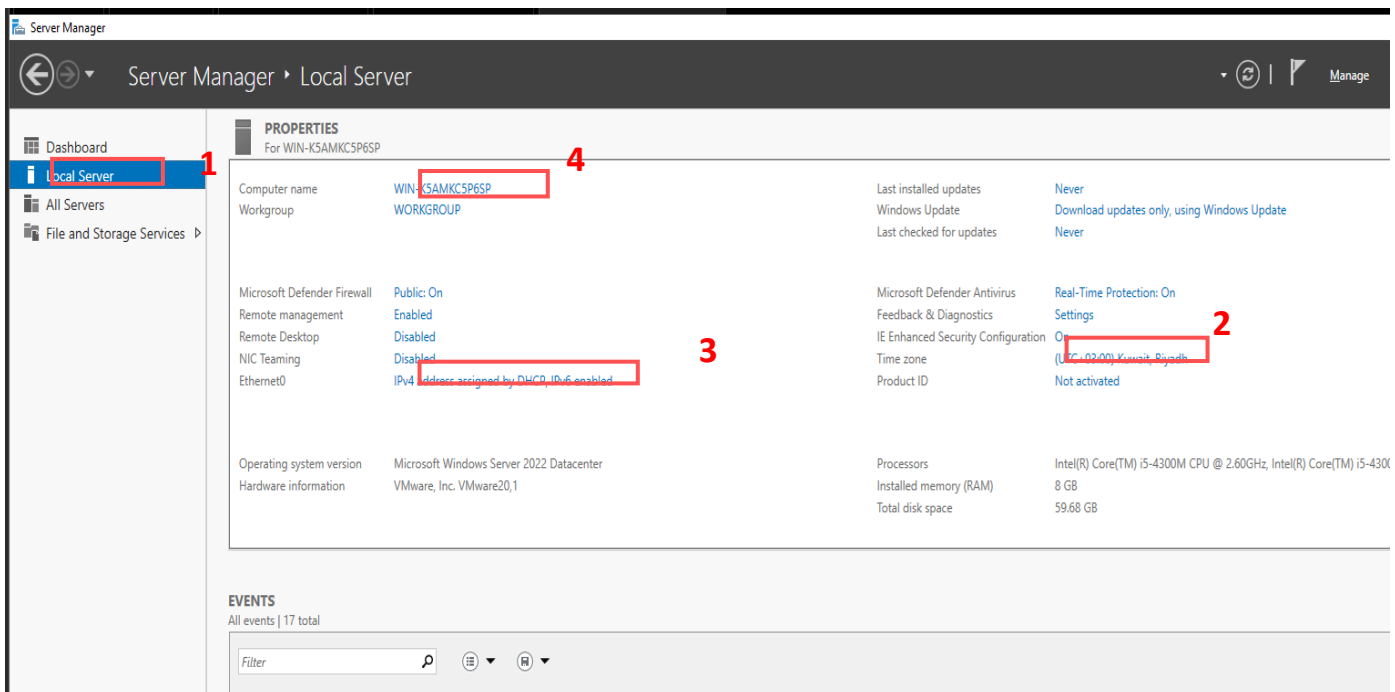 Server Manager
Server Manager ‣ Local Server
Manage
Dashboard
Local Server
All Servers
File and Storage Services
1
PROPERTIES
For WIN-K5AMKC5P6SP
4
Computer name WIN-K5AMKC5P6SP
Workgroup WORKGROUP
Last installed updates Never
Windows Update Download updates only, using Windows Update
Last checked for updates Never
Microsoft Defender Firewall Public: On
Remote management Enabled
Remote Desktop Disabled
NIC Teaming Disabled
Ethernet0 IPv4 address assigned by DHCP, IPv6 enabled
3
Microsoft Defender Antivirus Real-Time Protection: On
Feedback & Diagnostics Settings
IE Enhanced Security Configuration On
Time zone (UTC+03:00) Kuwait, Riyadh
Product ID Not activated
2
Operating system version Microsoft Windows Server 2022 Datacenter
Hardware information VMware, Inc. VMware20,1
Processors Intel(R) Core(TM) i5-4300M CPU @ 2.60GHz, Intel(R) Core(TM) i5-4300
Installed memory (RAM) 8 GB
Total disk space 59.68 GB
EVENTS
All events | 17 total
Filter